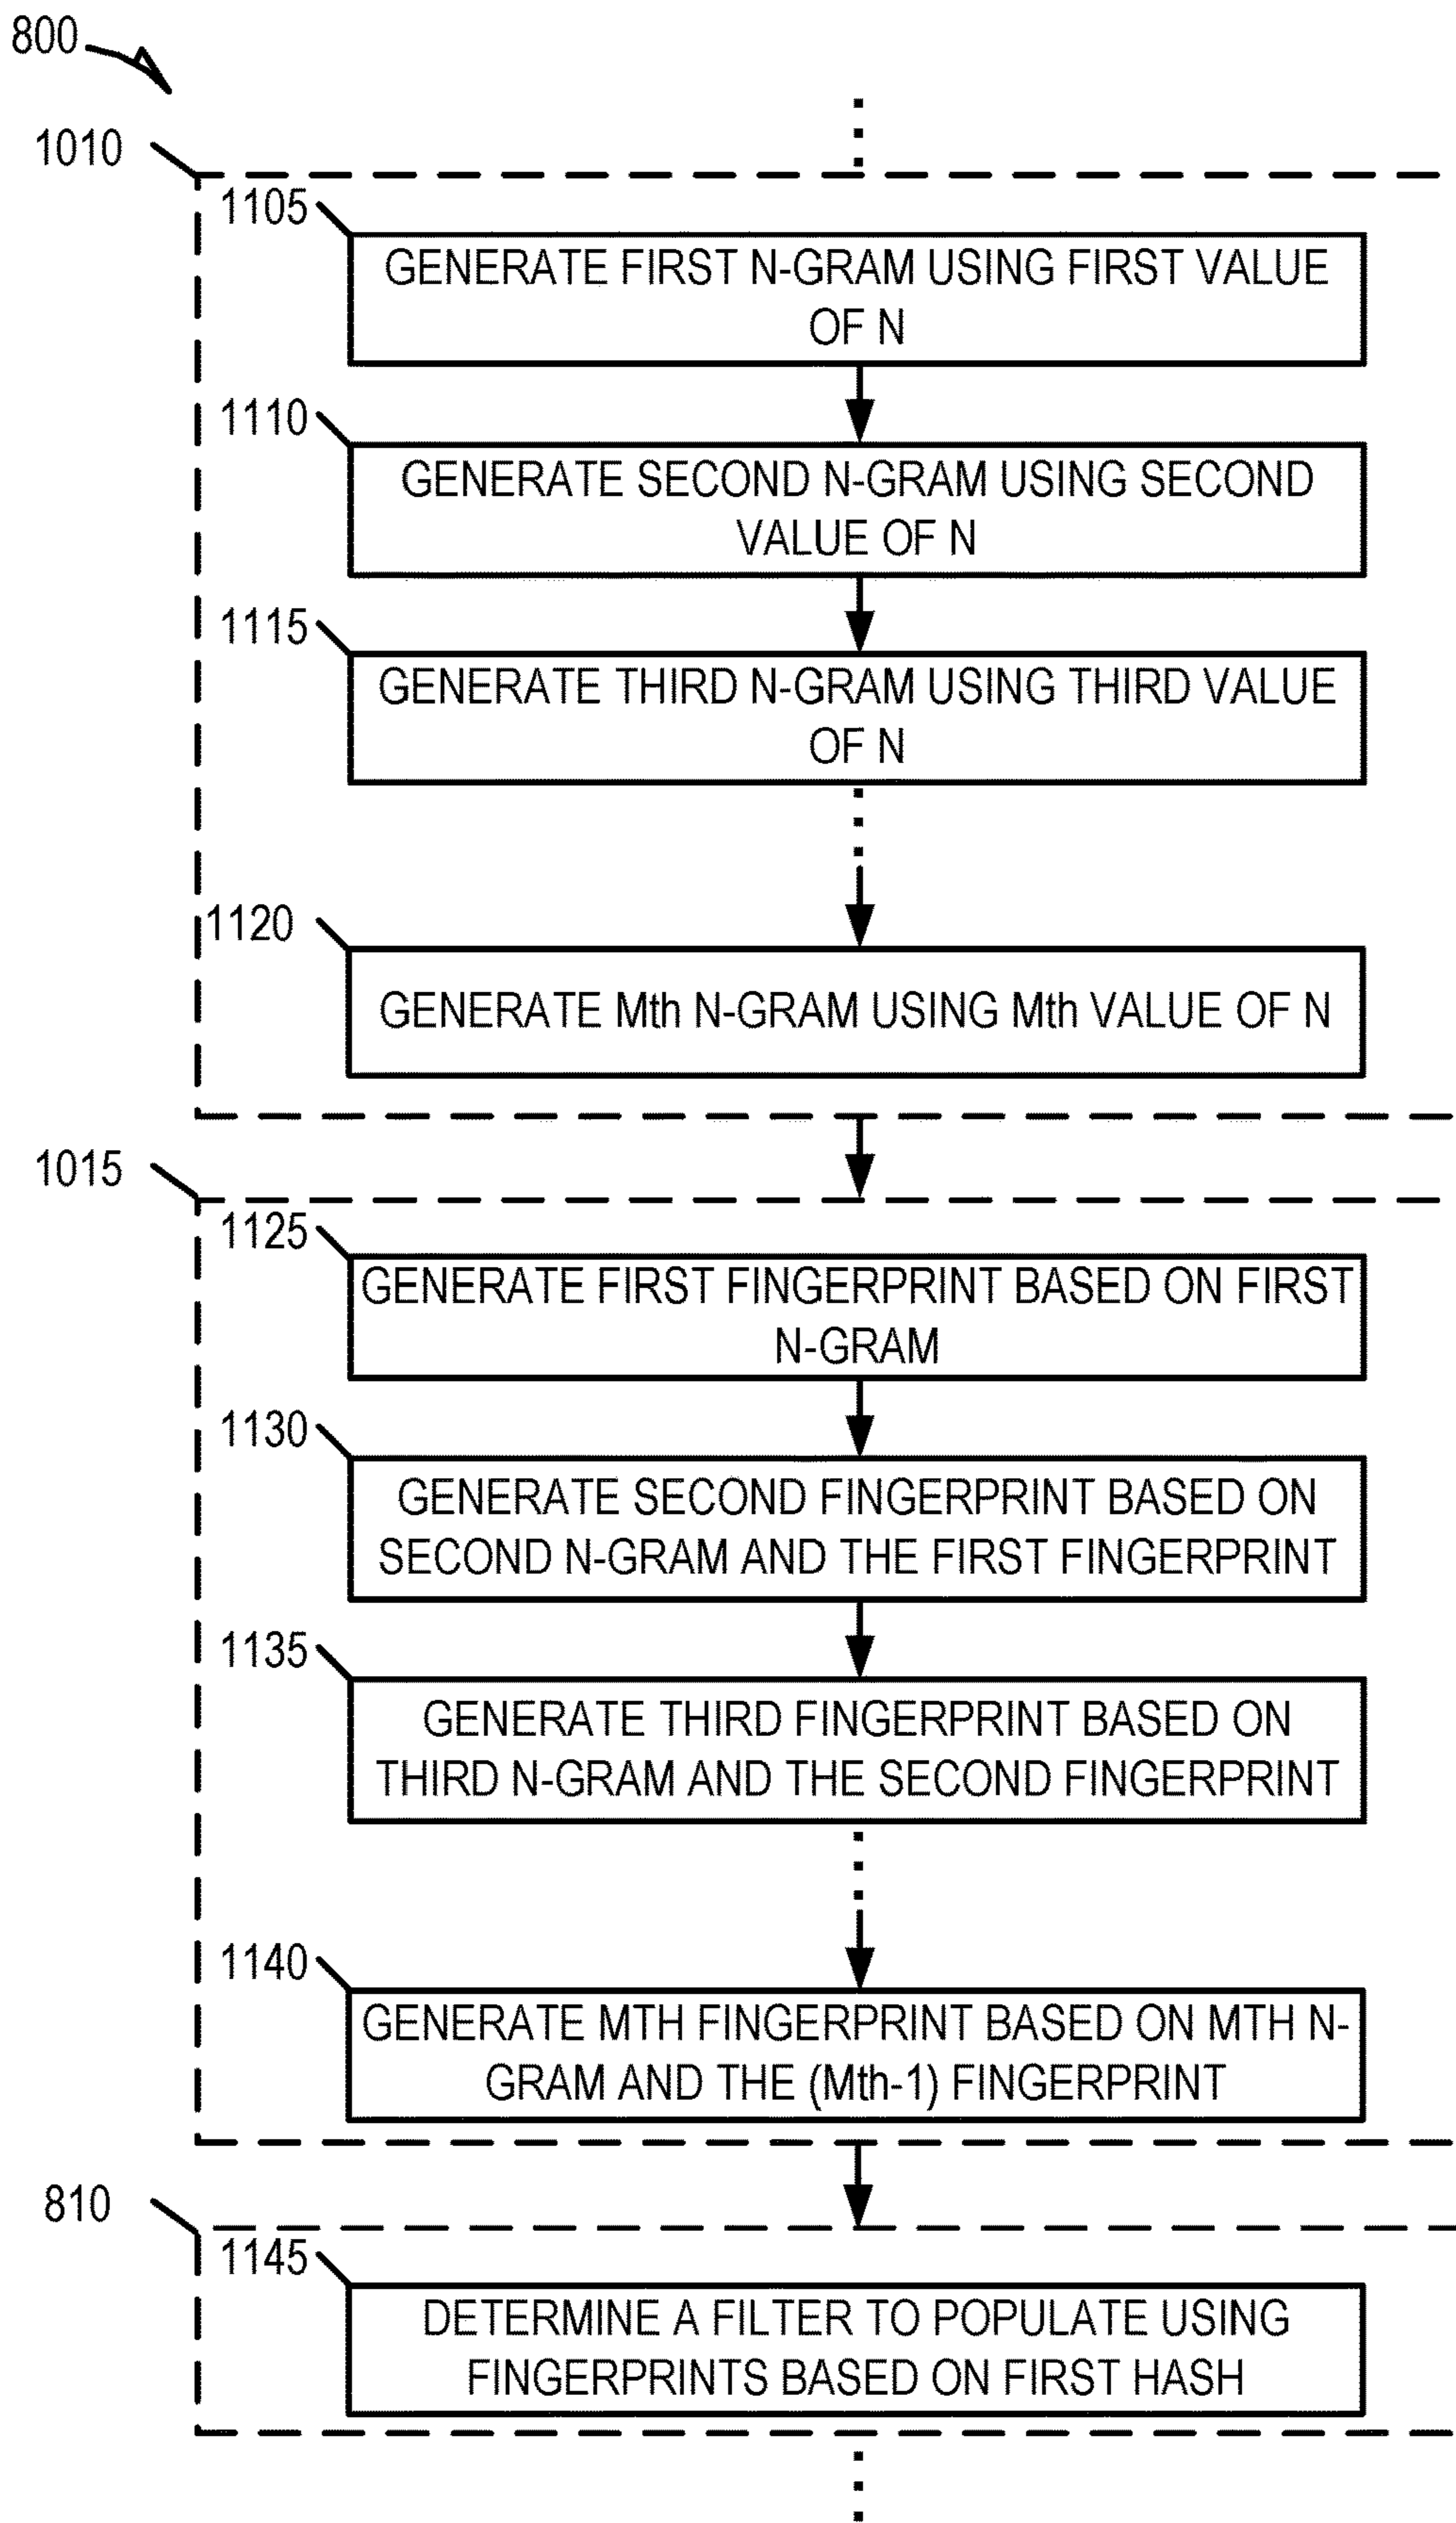 800
1010
1105
GENERATE FIRST N-GRAM USING FIRST VALUE
OF N
1110
GENERATE SECOND N-GRAM USING SECOND
VALUE OF N
1115
GENERATE THIRD N-GRAM USING THIRD VALUE
OF N
1120
GENERATE Mth N-GRAM USING Mth VALUE OF N
1015
1125
GENERATE FIRST FINGERPRINT BASED ON FIRST
N-GRAM
1130
GENERATE SECOND FINGERPRINT BASED ON
SECOND N-GRAM AND THE FIRST FINGERPRINT
1135
GENERATE THIRD FINGERPRINT BASED ON
THIRD N-GRAM AND THE SECOND FINGERPRINT
1140
GENERATE MTH FINGERPRINT BASED ON MTH N-
GRAM AND THE (Mth-1) FINGERPRINT
810
1145
DETERMINE A FILTER TO POPULATE USING
FINGERPRINTS BASED ON FIRST HASH